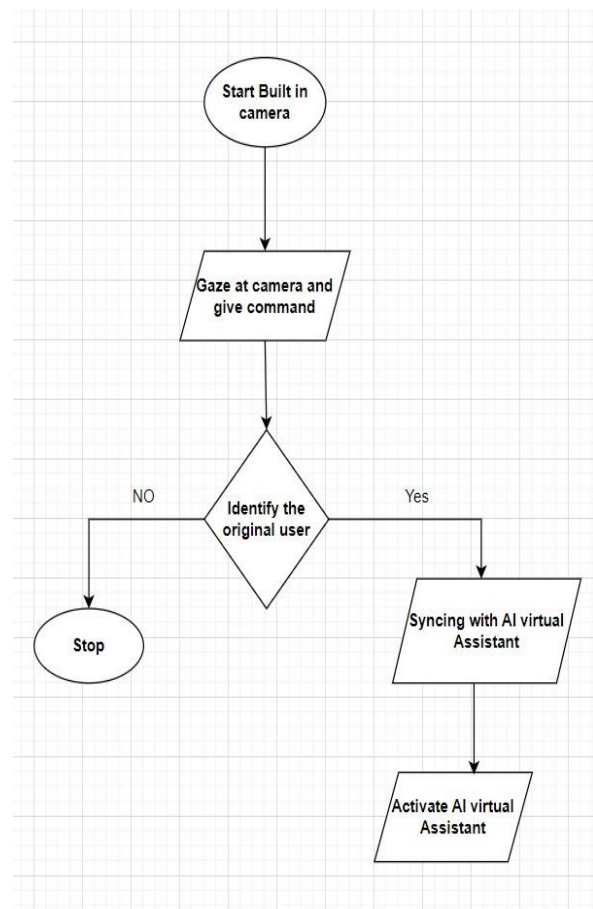 Start Built in
camera
Gaze at camera and
give command
NO
Identify the
original user
Yes
Stop
Syncing with AI virtual
Assistant
Activate AI virtual
Assistant